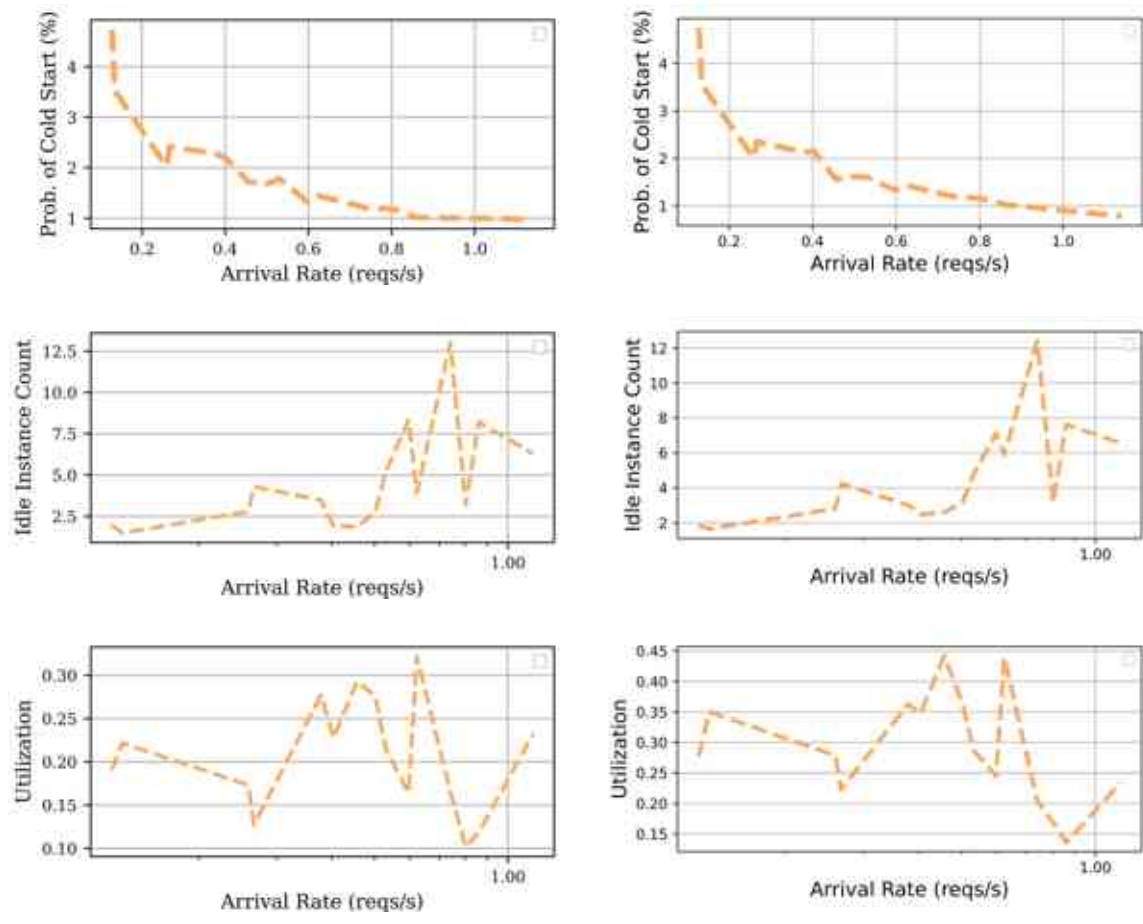 Prob. of Cold Start (%)
4
3
2
1
0.2 0.4 0.6 0.8 1.0
Arrival Rate (reqs/s)
Prob. of Cold Start (%)
4
3
2
1
0.2 0.4 0.6 0.8 1.0
Arrival Rate (reqs/s)
Idle Instance Count
12.5
10.0
7.5
5.0
2.5
1.00
Arrival Rate (reqs/s)
Idle Instance Count
12
10
8
6
4
2
1.00
Arrival Rate (reqs/s)
Utilization
0.30
0.25
0.20
0.15
0.10
1.00
Arrival Rate (reqs/s)
Utilization
0.45
0.40
0.35
0.30
0.25
0.20
0.15
1.00
Arrival Rate (reqs/s)